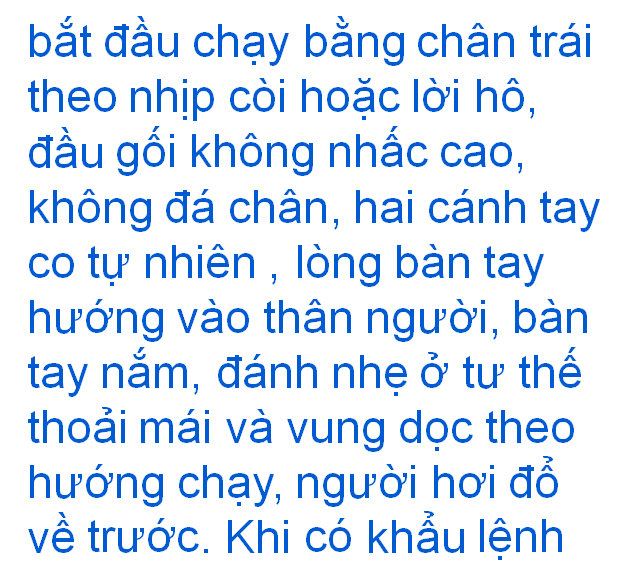 bắt đầu chạy bằng chân trái
theo nhịp còi hoặc lời hô,
đầu gối không nhấc cao,
không đá chân, hai cánh tay
co tự nhiên , lòng bàn tay
hướng vào thân người, bàn
tay nắm, đánh nhẹ ở tư thế
thoải mái và vung dọc theo
hướng chạy, người hơi đổ
về trước. Khi có khẩu lệnh